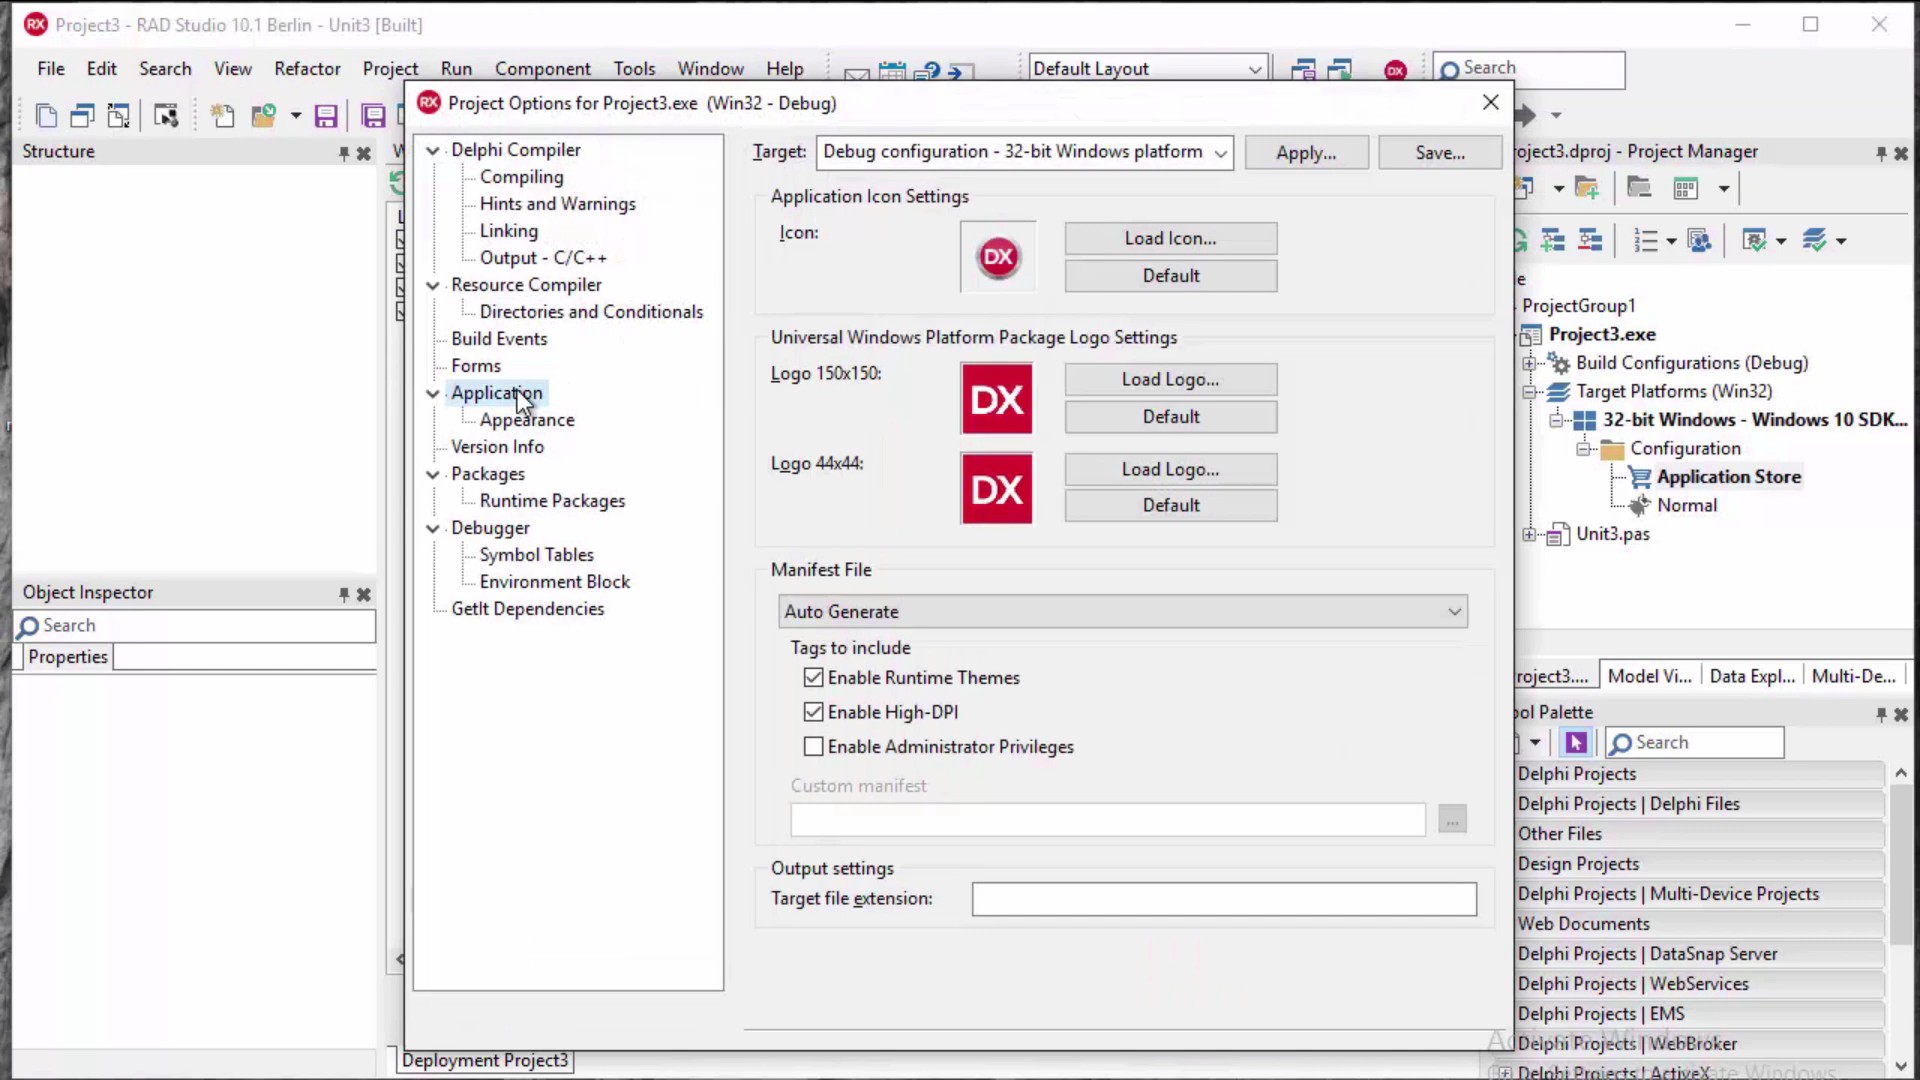 RX Project3 - RAD Studio 10.1 Berlin - Unit3 [Built]
File Edit Search View Refactor Project Run Component Tools Window Help
Default Layout
DX
Search
Structure
RX Project Options for Project3.exe (Win32 - Debug)
Delphi Compiler
Compiling
Hints and Warnings
Linking
Output - C/C++
Resource Compiler
Directories and Conditionals
Build Events
Forms
Application
Appearance
Version Info
Packages
Runtime Packages
Debugger
Symbol Tables
Environment Block
GetIt Dependencies
Target: Debug configuration - 32-bit Windows platform Apply... Save...
Application Icon Settings
Icon:
DX
Load Icon...
Default
Universal Windows Platform Package Logo Settings
Logo 150x150:
DX
Load Logo...
Default
Logo 44x44:
DX
Load Logo...
Default
Manifest File
Auto Generate
Tags to include
Enable Runtime Themes
Enable High-DPI
Enable Administrator Privileges
Custom manifest
...
Output settings
Target file extension:
Object Inspector
Search
Properties
Deployment Project3
oject3.dproj - Project Manager
e
ProjectGroup1
Project3.exe
Build Configurations (Debug)
Target Platforms (Win32)
32-bit Windows - Windows 10 SDK...
Configuration
Application Store
Normal
Unit3.pas
roject3.... Model Vi... Data Expl... Multi-De...
ool Palette
Search
Delphi Projects
Delphi Projects | Delphi Files
Other Files
Design Projects
Delphi Projects | Multi-Device Projects
Web Documents
Delphi Projects | DataSnap Server
Delphi Projects | WebServices
Delphi Projects | EMS
Delphi Projects | WebBroker
Delphi Projects | ActiveX
Activate Windows